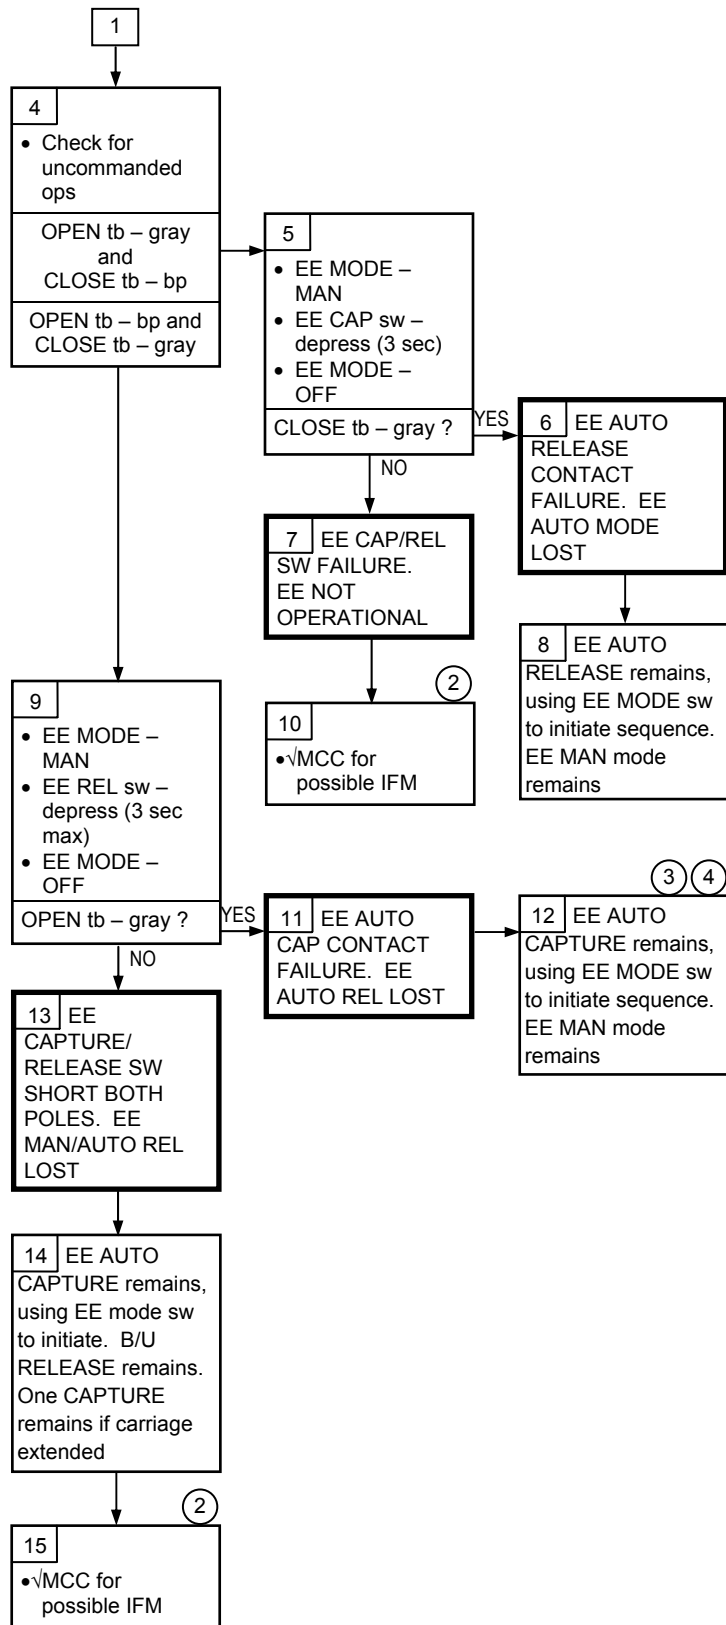 1
4
• Check for
uncommanded
ops
OPEN tb – gray
and
CLOSE tb – bp
OPEN tb – bp and
CLOSE tb – gray
5
• EE MODE –
MAN
• EE CAP sw –
depress (3 sec)
• EE MODE –
OFF
CLOSE tb – gray ?
YES
NO
6 EE AUTO
RELEASE
CONTACT
FAILURE. EE
AUTO MODE
LOST
7 EE CAP/REL
SW FAILURE.
EE NOT
OPERATIONAL
8 EE AUTO
RELEASE remains,
using EE MODE sw
to initiate sequence.
EE MAN mode
remains
2
10
•√MCC for
possible IFM
9
• EE MODE –
MAN
• EE REL sw –
depress (3 sec
max)
• EE MODE –
OFF
OPEN tb – gray ?
YES
NO
11 EE AUTO
CAP CONTACT
FAILURE. EE
AUTO REL LOST
3 4
12 EE AUTO
CAPTURE remains,
using EE MODE sw
to initiate sequence.
EE MAN mode
remains
13 EE
CAPTURE/
RELEASE SW
SHORT BOTH
POLES. EE
MAN/AUTO REL
LOST
14 EE AUTO
CAPTURE remains,
using EE mode sw
to initiate. B/U
RELEASE remains.
One CAPTURE
remains if carriage
extended
2
15
•√MCC for
possible IFM